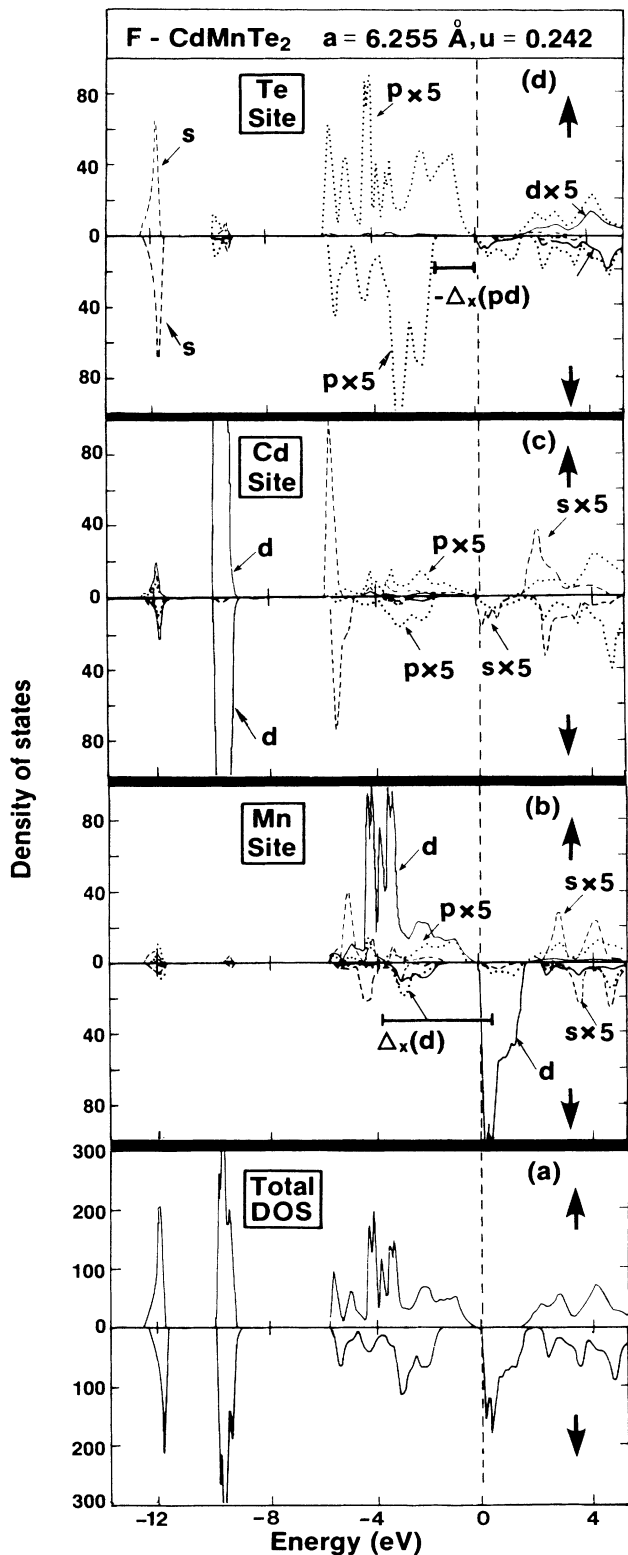 F - CdMnTe2 a = 6.255 Å, u = 0.242
(d)
Te
Site
p×5
s
d×5
80
40
0
40
80
-Δx(pd)
s
p×5
(c)
Cd
Site
s×5
p×5
d
80
40
0
40
80
p×5
s×5
d
(b)
Mn
Site
d
s×5
p×5
80
40
0
40
80
Δx(d)
s×5
d
(a)
Total
DOS
300
200
100
0
100
200
300
-12
-8
-4
0
4
Energy (eV)
Density of states